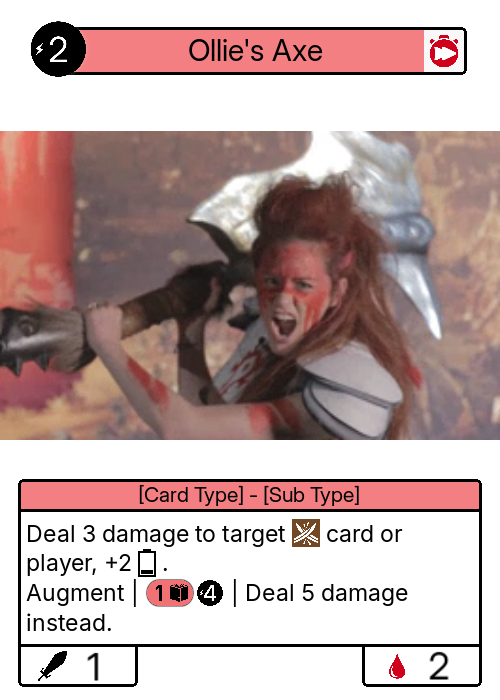 2
Ollie's Axe
[Card Type] - [Sub Type]
Deal 3 damage to target card or
player, +2 .
Augment | 1 4 | Deal 5 damage
instead.
1
2